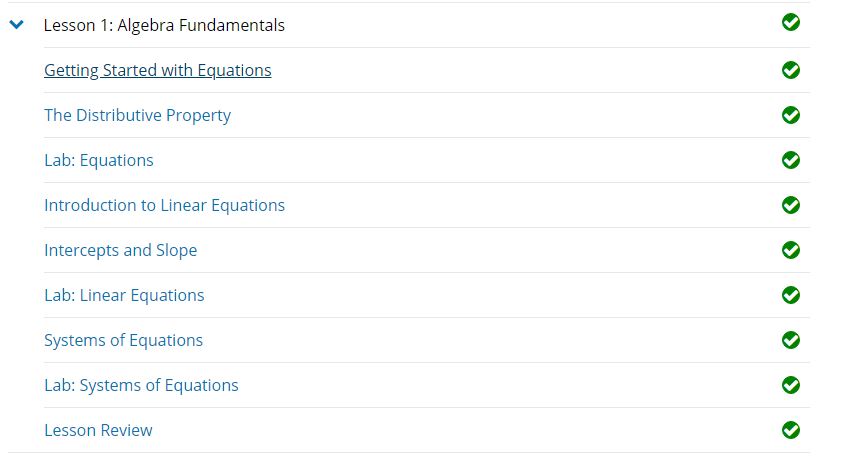 Lesson 1: Algebra Fundamentals
Getting Started with Equations
The Distributive Property
Lab: Equations
Introduction to Linear Equations
Intercepts and Slope
Lab: Linear Equations
Systems of Equations
Lab: Systems of Equations
Lesson Review